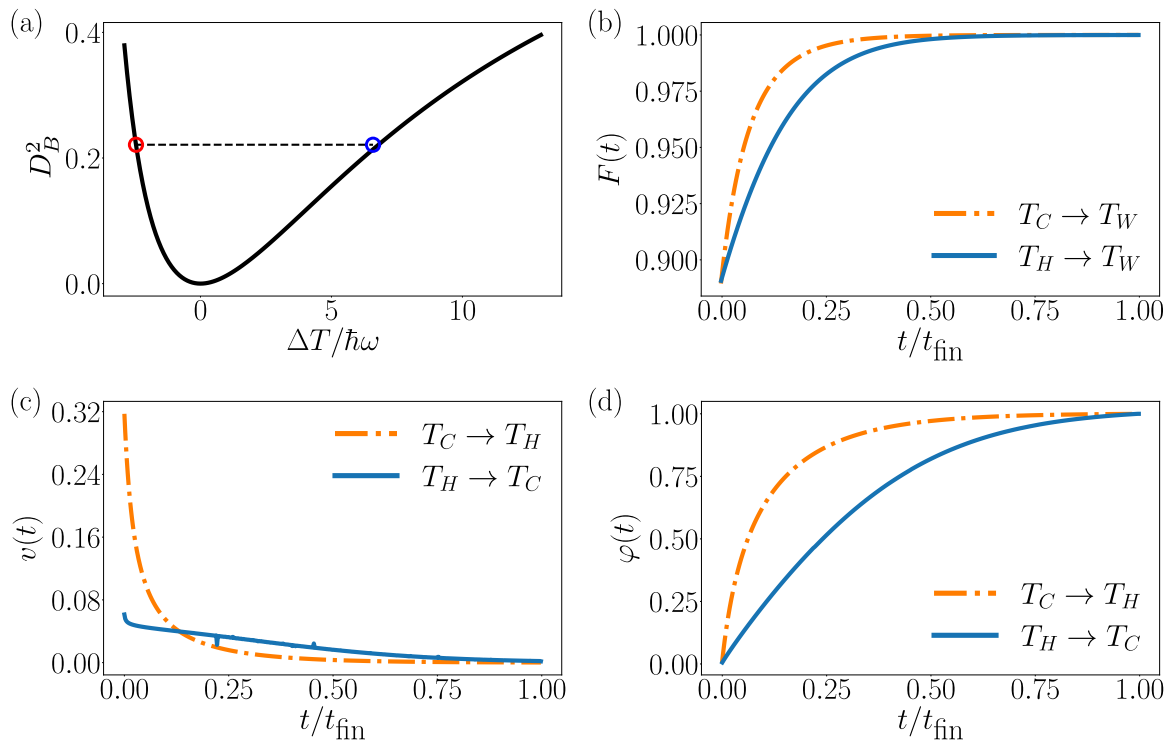 (a)
D_B^2
0.4
0.2
0.0
0
5
10
ΔT/ħω
(b)
F(t)
1.000
0.975
0.950
0.925
0.900
T_C → T_W
T_H → T_W
0.00
0.25
0.50
0.75
1.00
t/t_fin
(c)
v(t)
0.32
0.24
0.16
0.08
0.00
T_C → T_H
T_H → T_C
0.00
0.25
0.50
0.75
1.00
t/t_fin
(d)
φ(t)
1.00
0.75
0.50
0.25
0.00
T_C → T_H
T_H → T_C
0.00
0.25
0.50
0.75
1.00
t/t_fin